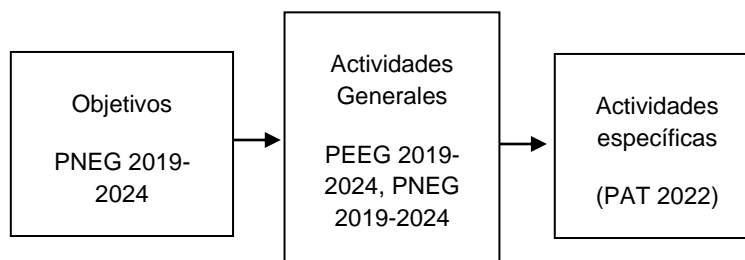 Objetivos
PNEG 2019-
2024
Actividades
Generales
PEEG 2019-
2024, PNEG
2019-2024
Actividades
específicas
(PAT 2022)